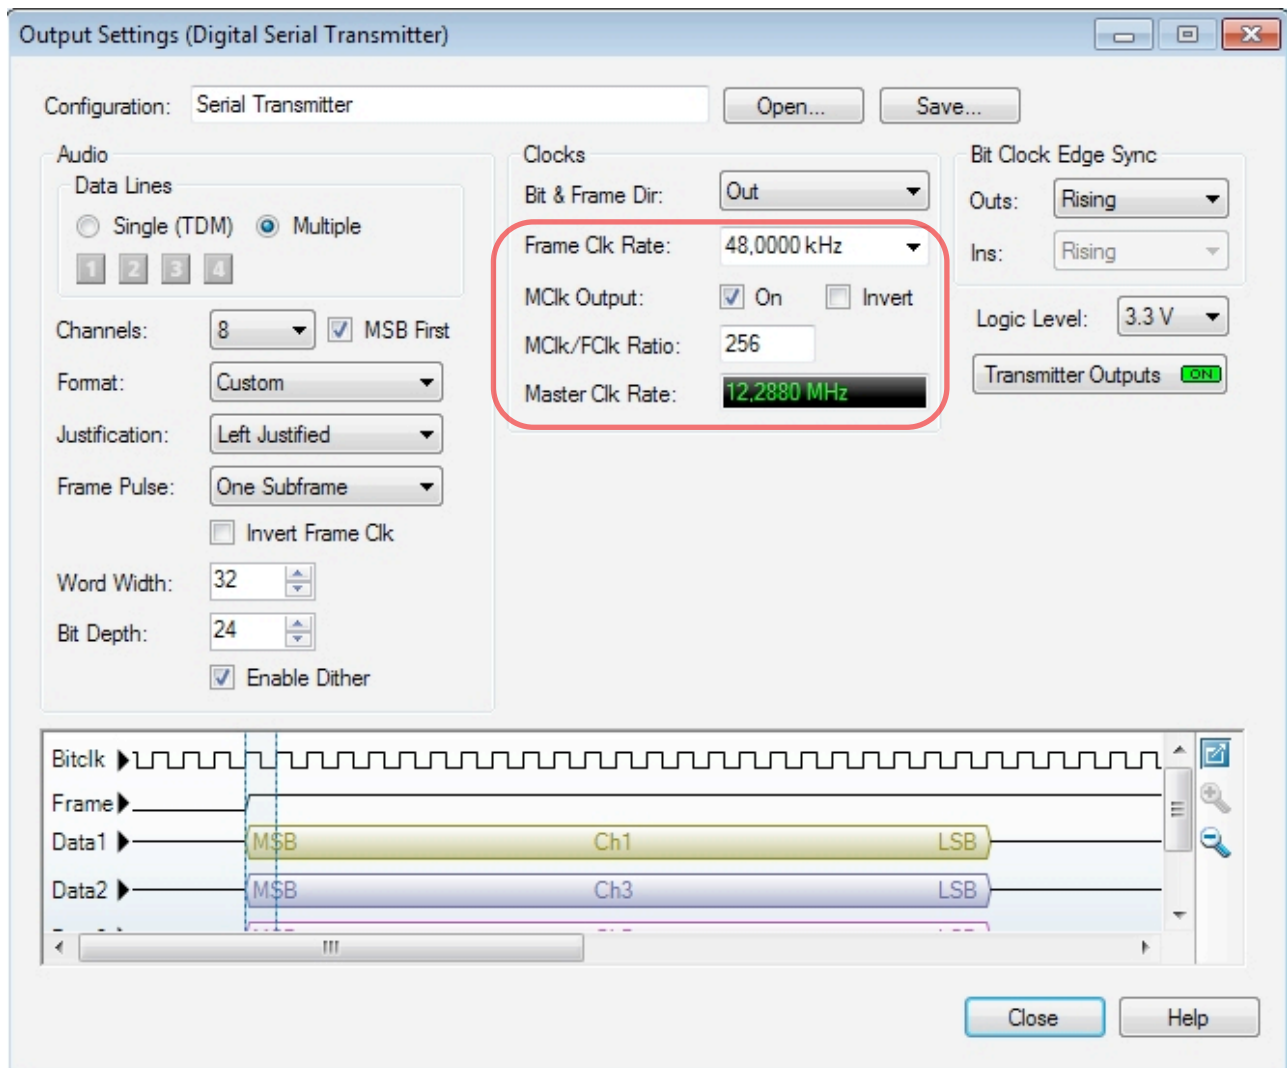 Output Settings (Digital Serial Transmitter)
Configuration: Serial Transmitter Open... Save...
Audio
Data Lines
Single (TDM) Multiple
1 2 3 4
Channels: 8 MSB First
Format: Custom
Justification: Left Justified
Frame Pulse: One Subframe
Invert Frame Clk
Word Width: 32
Bit Depth: 24
Enable Dither
Clocks
Bit & Frame Dir: Out
Frame Clk Rate: 48,0000 kHz
MClk Output: On Invert
MClk/FClk Ratio: 256
Master Clk Rate: 12,2880 MHz
Bit Clock Edge Sync
Outs: Rising
Ins: Rising
Logic Level: 3.3 V
Transmitter Outputs ON
Bitclk
Frame
Data1 MSB Ch1 LSB
Data2 MSB Ch3 LSB
Close Help